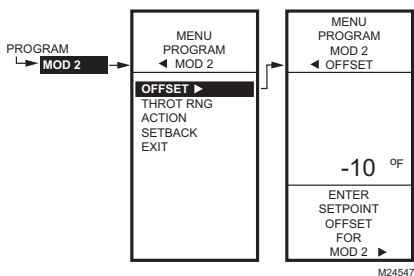 PROGRAM
MOD 2
MENU
PROGRAM
◄ MOD 2
OFFSET ►
THROT RNG
ACTION
SETBACK
EXIT
MENU
PROGRAM
MOD 2
◄ OFFSET
-10 ºF
ENTER
SETPOINT
OFFSET
FOR
MOD 2 ►
M24547